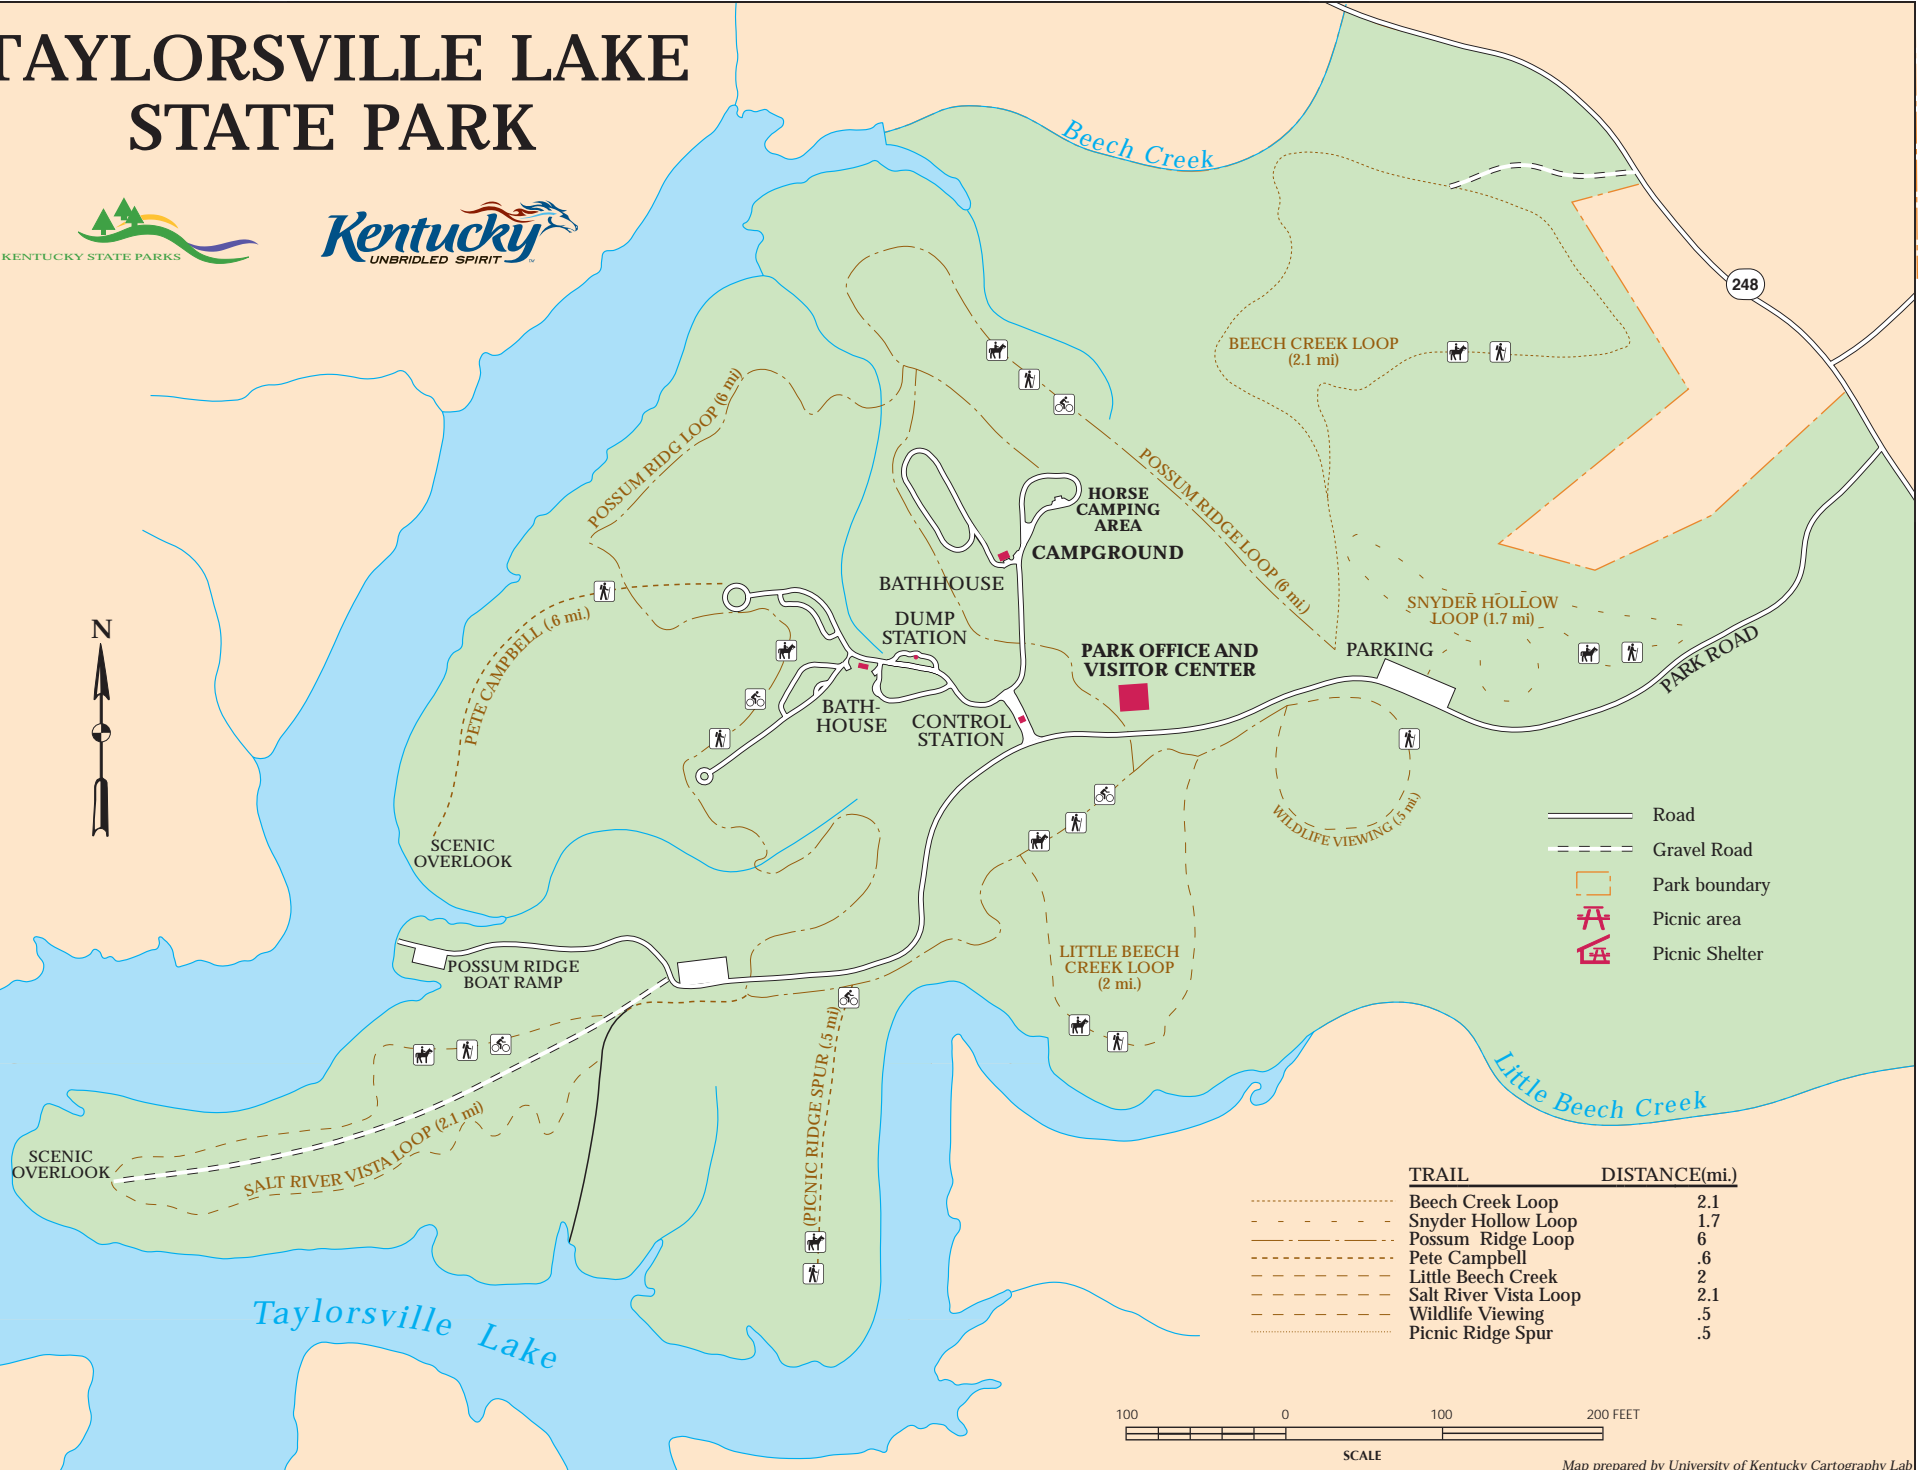 TAYLORSVILLE LAKE
STATE PARK
KENTUCKY STATE PARKS
Kentucky
UNBRIDLED SPIRIT
™
Beech Creek
248
BEECH CREEK LOOP
(2.1 mi)
POSSUM RIDG LOOP (6 mi)
POSSUM RIDGE LOOP (6 mi.)
HORSE
CAMPING
AREA
CAMPGROUND
BATHHOUSE
DUMP
STATION
SNYDER HOLLOW
LOOP (1.7 mi)
PETE CAMPBELL (.6 mi.)
N
PARK OFFICE AND
VISITOR CENTER
PARKING
PARK ROAD
BATH-
HOUSE
CONTROL
STATION
WILDLIFE VIEWING (.5 mi.)
SCENIC
OVERLOOK
Road
Gravel Road
Park boundary
Picnic area
Picnic Shelter
POSSUM RIDGE
BOAT RAMP
LITTLE BEECH
CREEK LOOP
(2 mi.)
(PICNIC RIDGE SPUR (.5 mi)
Little Beech Creek
SALT RIVER VISTA LOOP (2.1 mi)
SCENIC
OVERLOOK
Taylorsville Lake
TRAIL DISTANCE(mi.)
Beech Creek Loop 2.1
Snyder Hollow Loop 1.7
Possum Ridge Loop 6
Pete Campbell .6
Little Beech Creek 2
Salt River Vista Loop 2.1
Wildlife Viewing .5
Picnic Ridge Spur .5
100 0 100 200 FEET
SCALE
Map prepared by University of Kentucky Cartography Lab